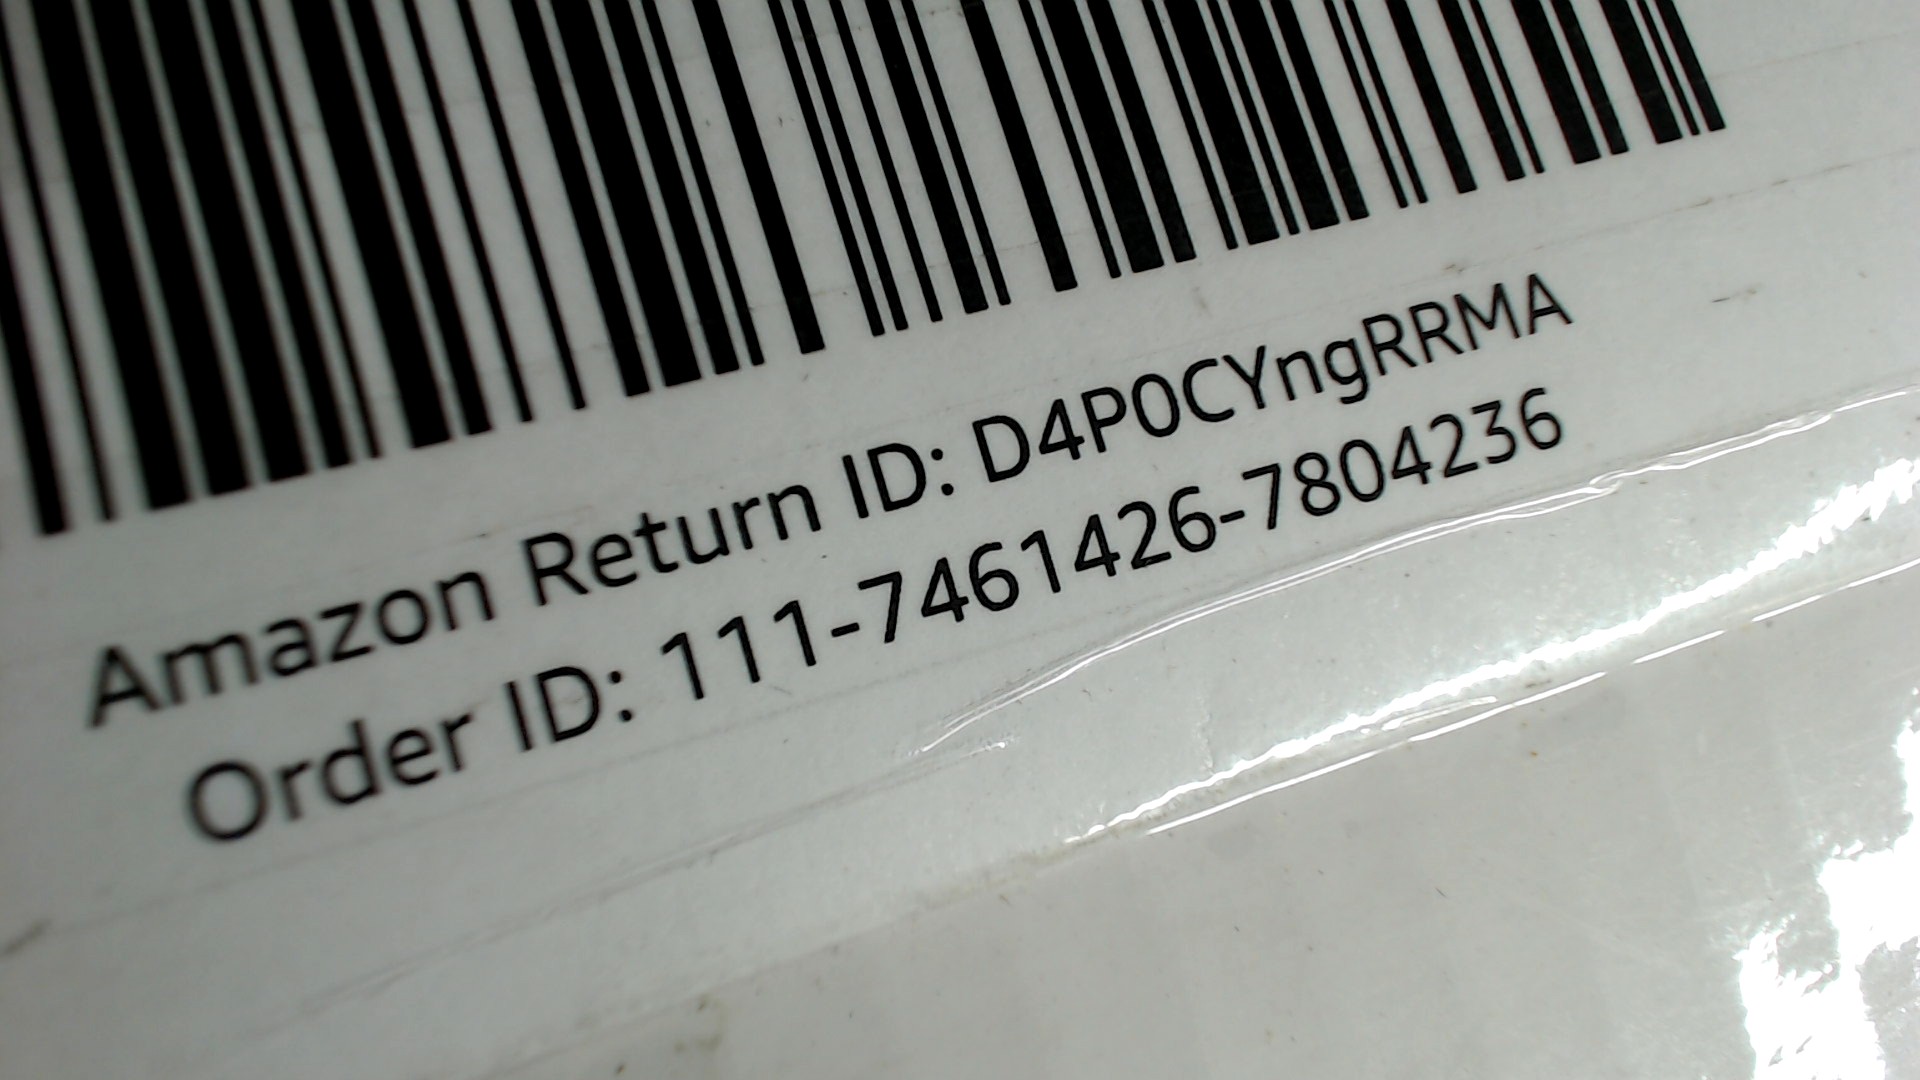 Amazon Return ID: D4P0CYngRRMA
Order ID: 111-7461426-7804236